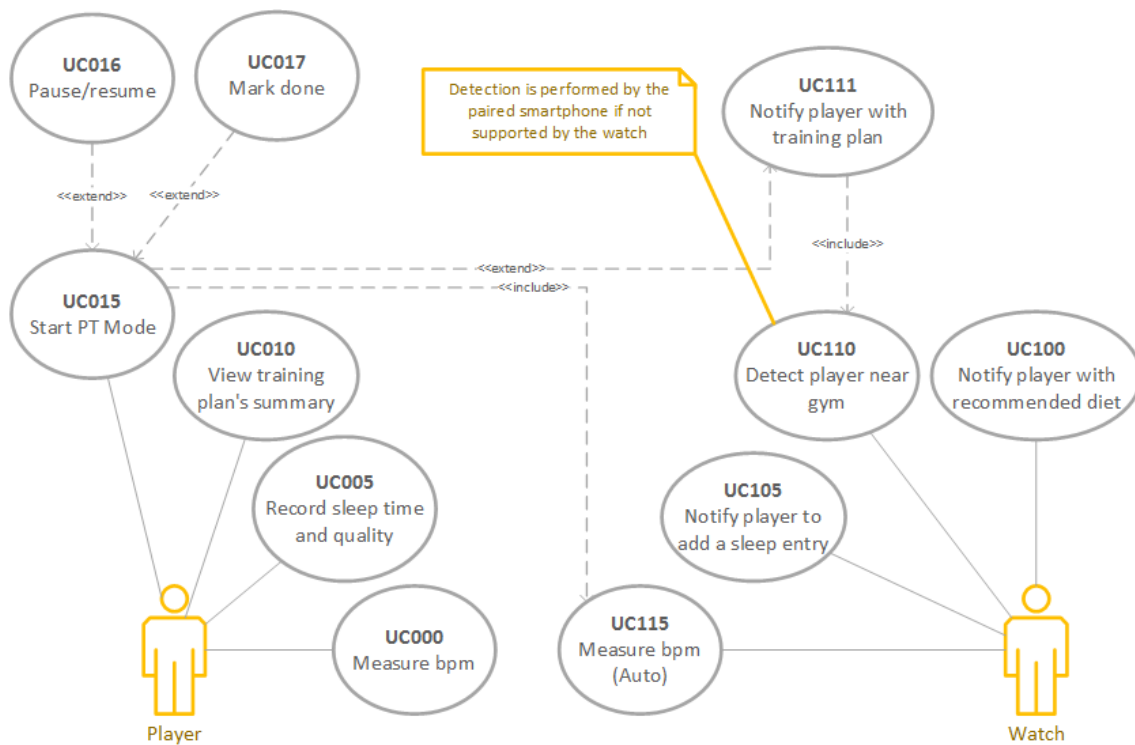 UC016
Pause/resume
UC017
Mark done
Detection is performed by the
paired smartphone if not
supported by the watch
UC111
Notify player with
training plan
<<extend>>
<<extend>>
<<include>>
<<extend>>
<<include>>
UC015
Start PT Mode
UC010
View training
plan's summary
UC110
Detect player near
gym
UC100
Notify player with
recommended diet
UC005
Record sleep time
and quality
UC105
Notify player to
add a sleep entry
UC000
Measure bpm
UC115
Measure bpm
(Auto)
Player
Watch